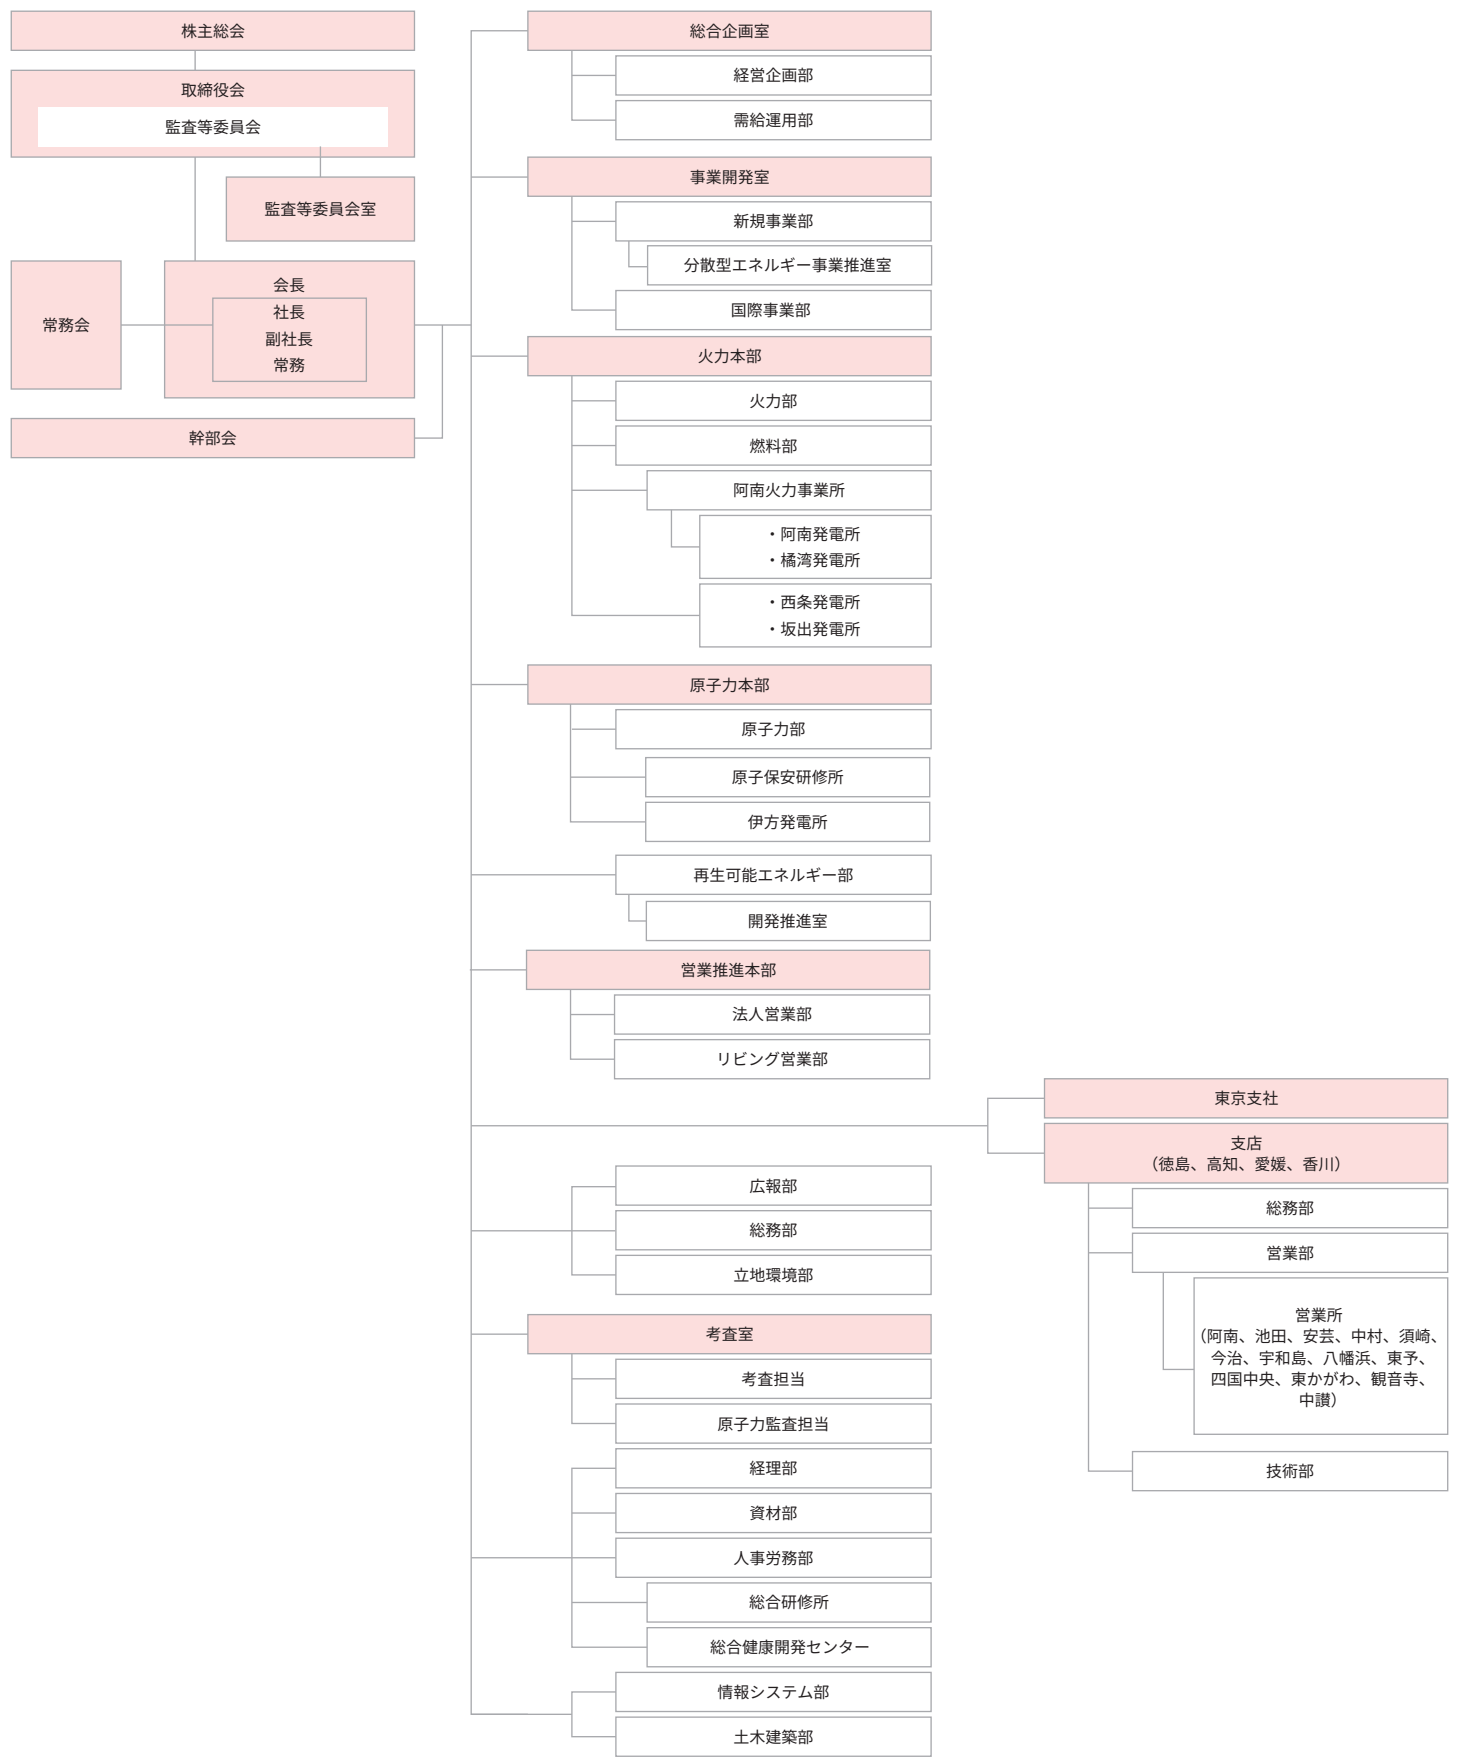 株主総会
取締役会
監査等委員会
監査等委員会室
常務会
会長
社長
副社長
常務
幹部会
総合企画室
経営企画部
需給運用部
事業開発室
新規事業部
分散型エネルギー事業推進室
国際事業部
火力本部
火力部
燃料部
阿南火力事業所
・阿南発電所
・橘湾発電所
・西条発電所
・坂出発電所
原子力本部
原子力部
原子保安研修所
伊方発電所
再生可能エネルギー部
開発推進室
営業推進本部
法人営業部
リビング営業部
東京支社
支店
（徳島、高知、愛媛、香川）
総務部
営業部
営業所
（阿南、池田、安芸、中村、須崎、
今治、宇和島、八幡浜、東予、
四国中央、東かがわ、観音寺、
中讃）
技術部
広報部
総務部
立地環境部
考査室
考査担当
原子力監査担当
経理部
資材部
人事労務部
総合研修所
総合健康開発センター
情報システム部
土木建築部